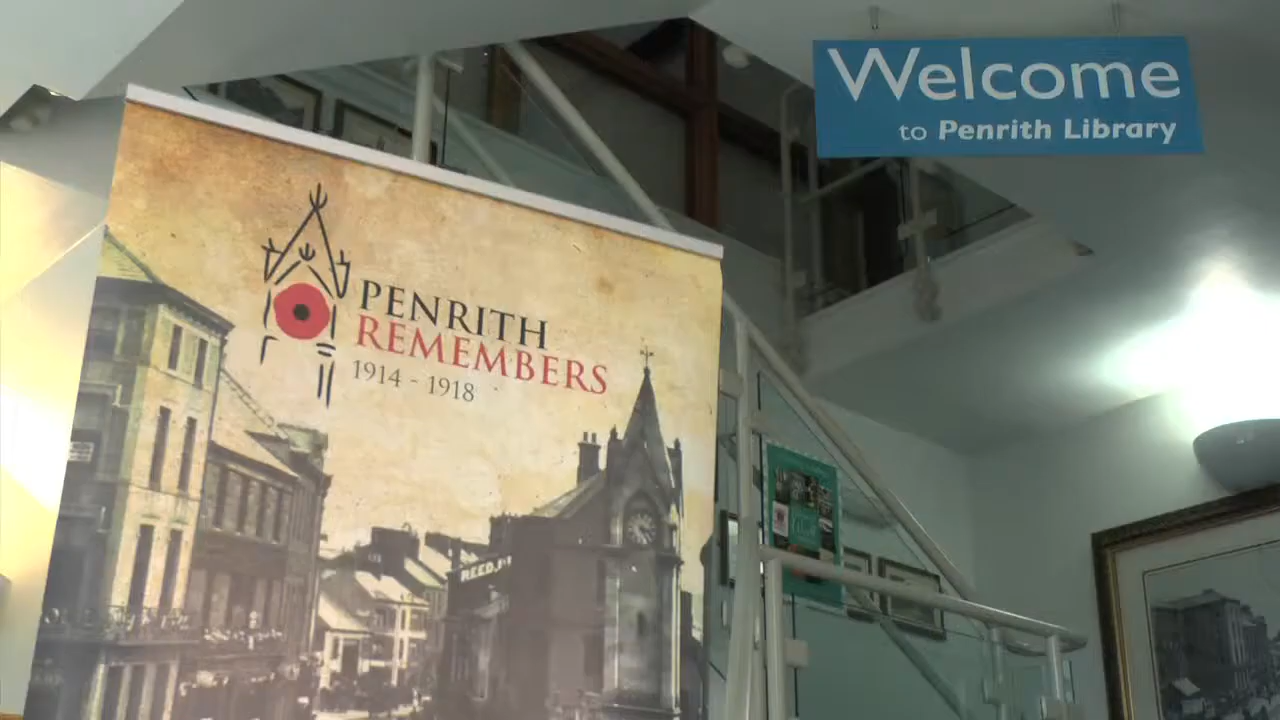 Welcome
to Penrith Library
PENRITH
REMEMBERS
1914 - 1918